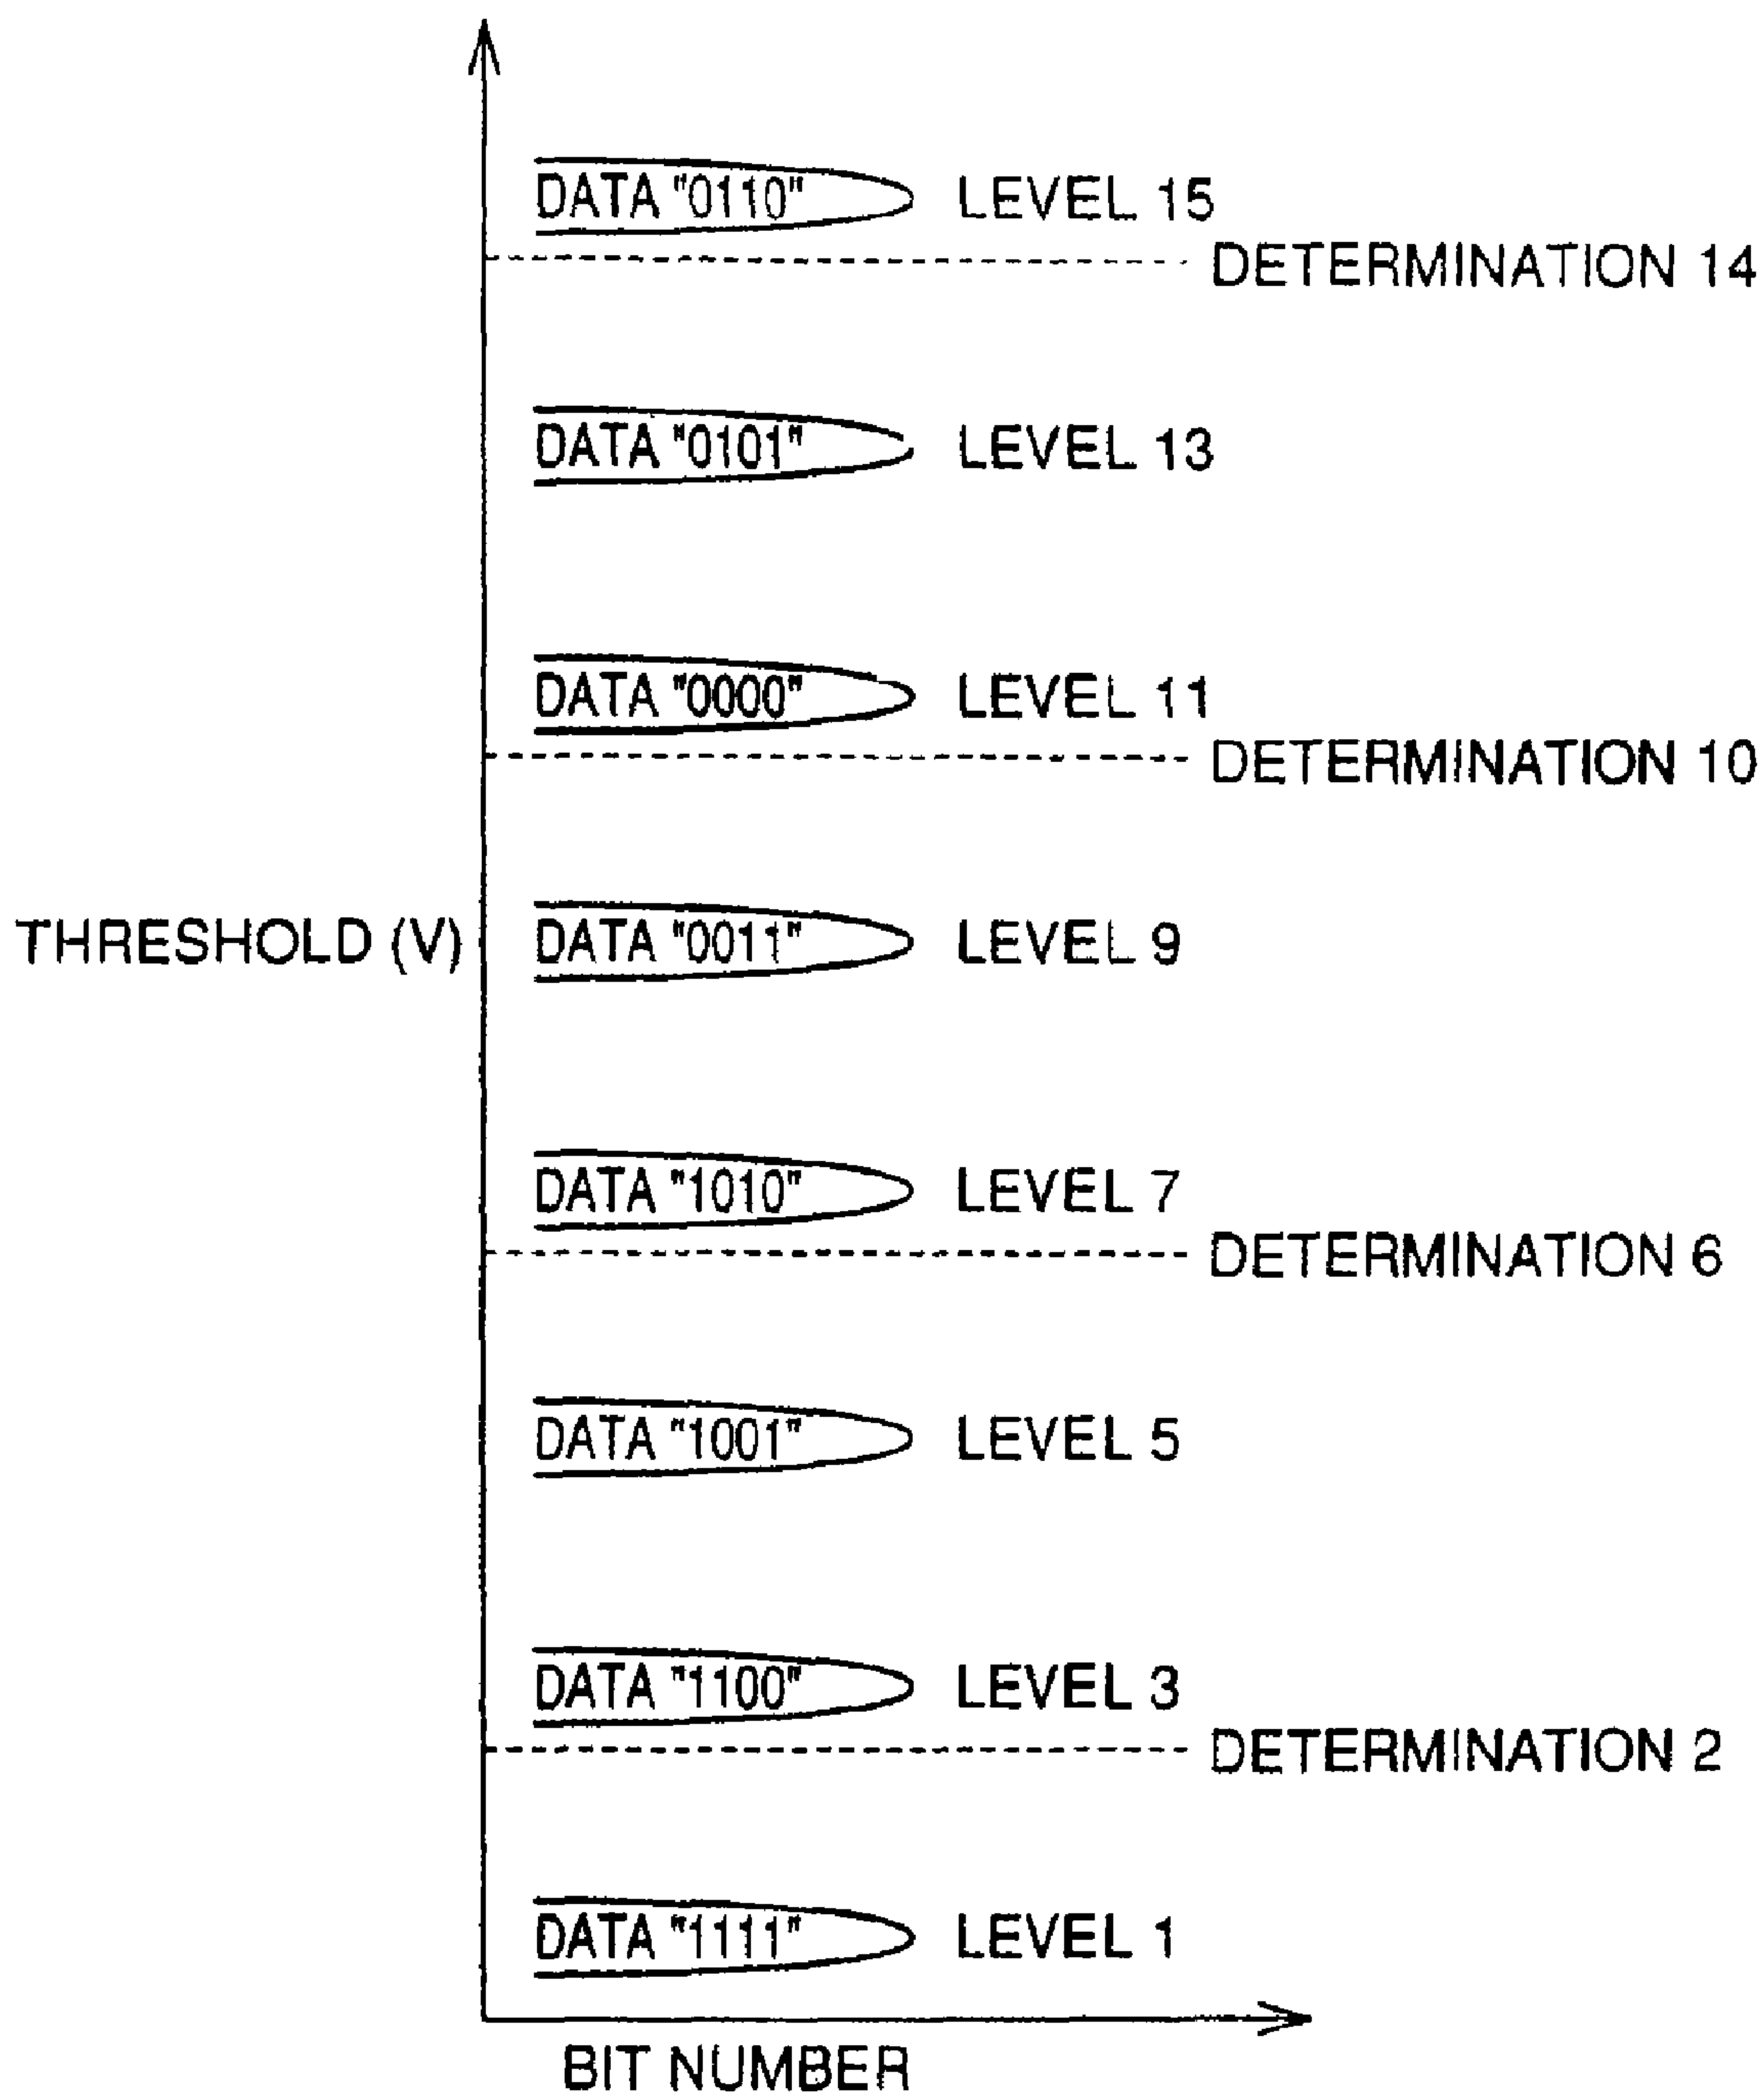 DATA "0110" LEVEL 15
DETERMINATION 14
DATA "0101" LEVEL 13
DATA "0000" LEVEL 11
DETERMINATION 10
THRESHOLD (V) DATA "0011" LEVEL 9
DATA "1010" LEVEL 7
DETERMINATION 6
DATA "1001" LEVEL 5
DATA "1100" LEVEL 3
DETERMINATION 2
DATA "1111" LEVEL 1
BIT NUMBER